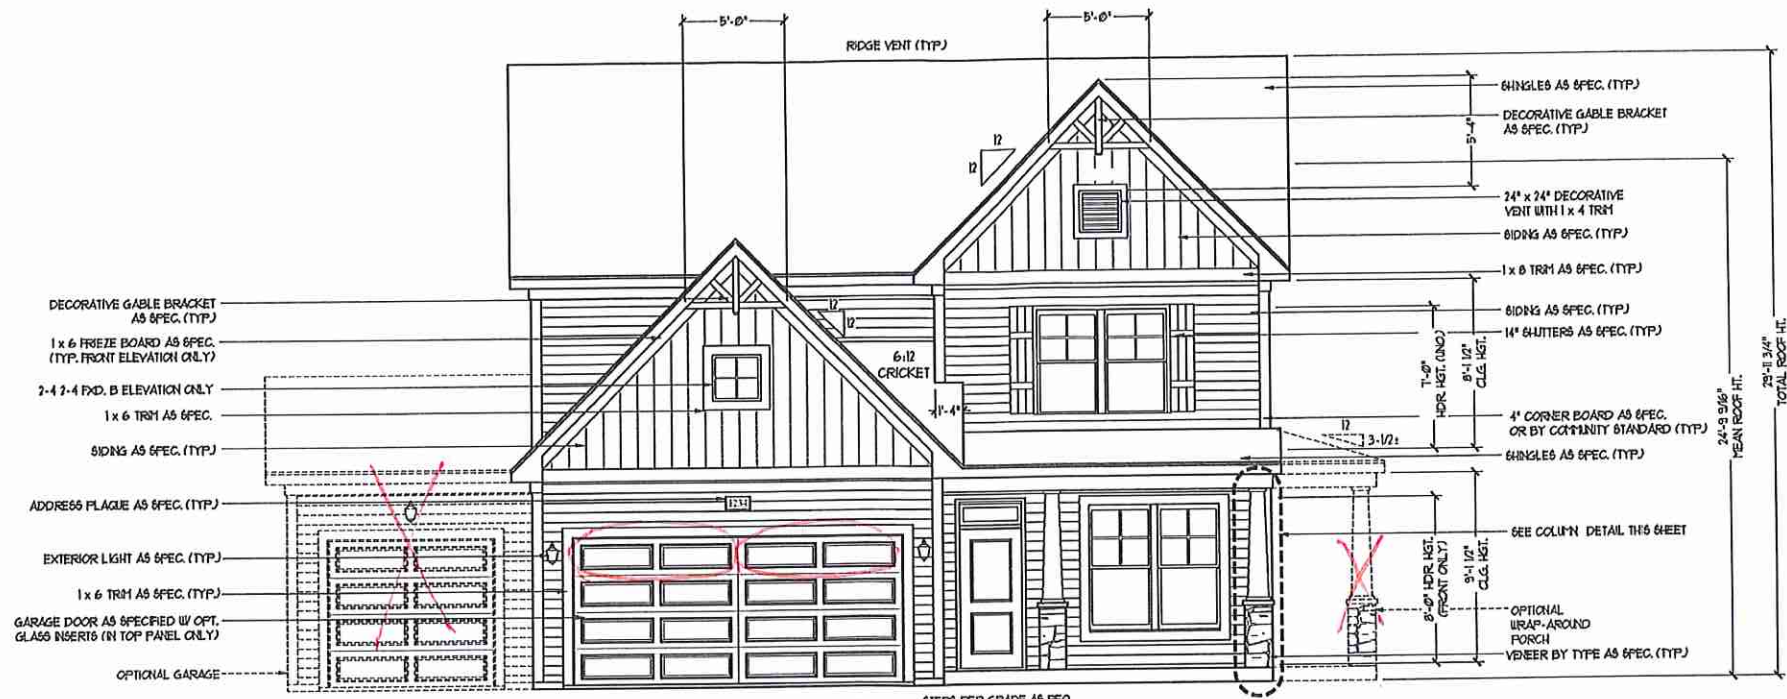 5'-0"
5'-0"
RIDGE VENT (TYP.)
SHINGLES AS SPEC. (TYP.)
DECORATIVE GABLE BRACKET
AS SPEC. (TYP.)
5'-4"
12
12
24" x 24" DECORATIVE
VENT WITH 1 x 4 TRIM
SIDING AS SPEC. (TYP.)
1 x 8 TRIM AS SPEC. (TYP.)
SIDING AS SPEC. (TYP.)
14" SHUTTERS AS SPEC. (TYP.)
7'-0"
HDR. HGT. (UNO.)
8'-1 1/2"
CLG. HGT.
24'-9 9/16"
MEAN ROOF HT.
29'-11 3/4"
TOTAL ROOF HT.
4" CORNER BOARD AS SPEC.
OR BY COMMUNITY STANDARD (TYP.)
12
3-1/2±
SHINGLES AS SPEC. (TYP.)
SEE COLUMN DETAIL THIS SHEET
8'-0" HDR. HGT.
(FRONT ONLY)
9'-1 1/2"
CLG. HGT.
OPTIONAL
WRAP-AROUND
PORCH
VENEER BY TYPE AS SPEC. (TYP.)
DECORATIVE GABLE BRACKET
AS SPEC. (TYP.)
1 x 6 FRIEZE BOARD AS SPEC.
(TYP. FRONT ELEVATION ONLY)
2-4 2-4 FXD. B ELEVATION ONLY
1 x 6 TRIM AS SPEC.
SIDING AS SPEC. (TYP.)
12
12
6:12
CRICKET
1'-4"
ADDRESS PLAQUE AS SPEC. (TYP.)
1234
EXTERIOR LIGHT AS SPEC. (TYP.)
1 x 6 TRIM AS SPEC. (TYP.)
GARAGE DOOR AS SPECIFIED W/ OPT.
GLASS INSERTS (IN TOP PANEL ONLY)
OPTIONAL GARAGE
STEPS PER GRADE AS REQ.